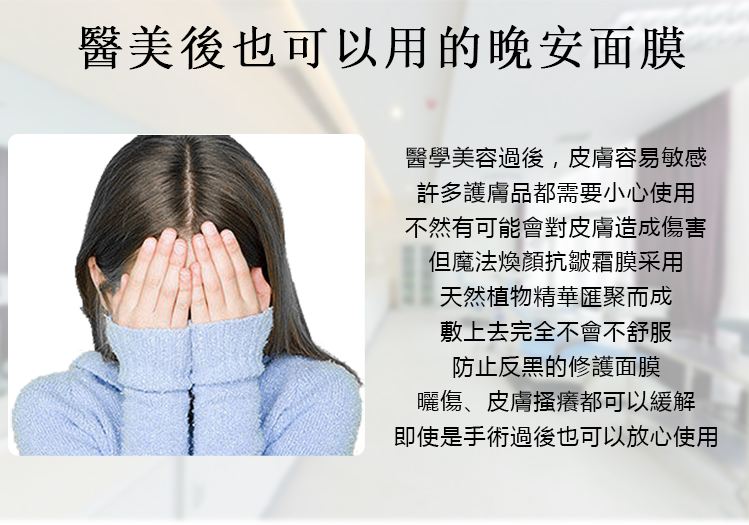 醫美後也可以用的晚安面膜
醫學美容過後，皮膚容易敏感
許多護膚品都需要小心使用
不然有可能會對皮膚造成傷害
但魔法煥顏抗皺霜膜采用
天然植物精華匯聚而成
敷上去完全不會不舒服
防止反黑的修護面膜
曬傷、皮膚搔癢都可以緩解
即使是手術過後也可以放心使用